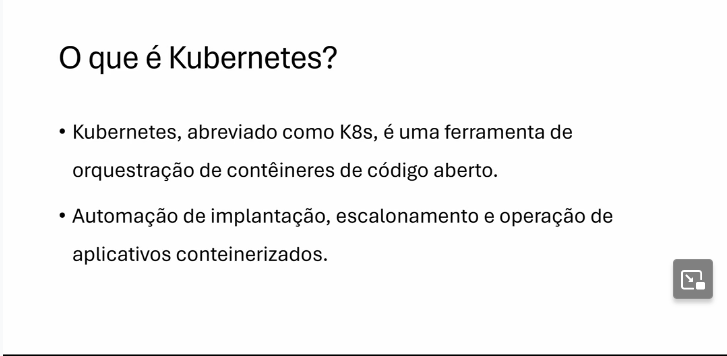 O que é Kubernetes?
• Kubernetes, abreviado como K8s, é uma ferramenta de
orquestração de contêineres de código aberto.
• Automação de implantação, escalonamento e operação de
aplicativos conteinerizados.